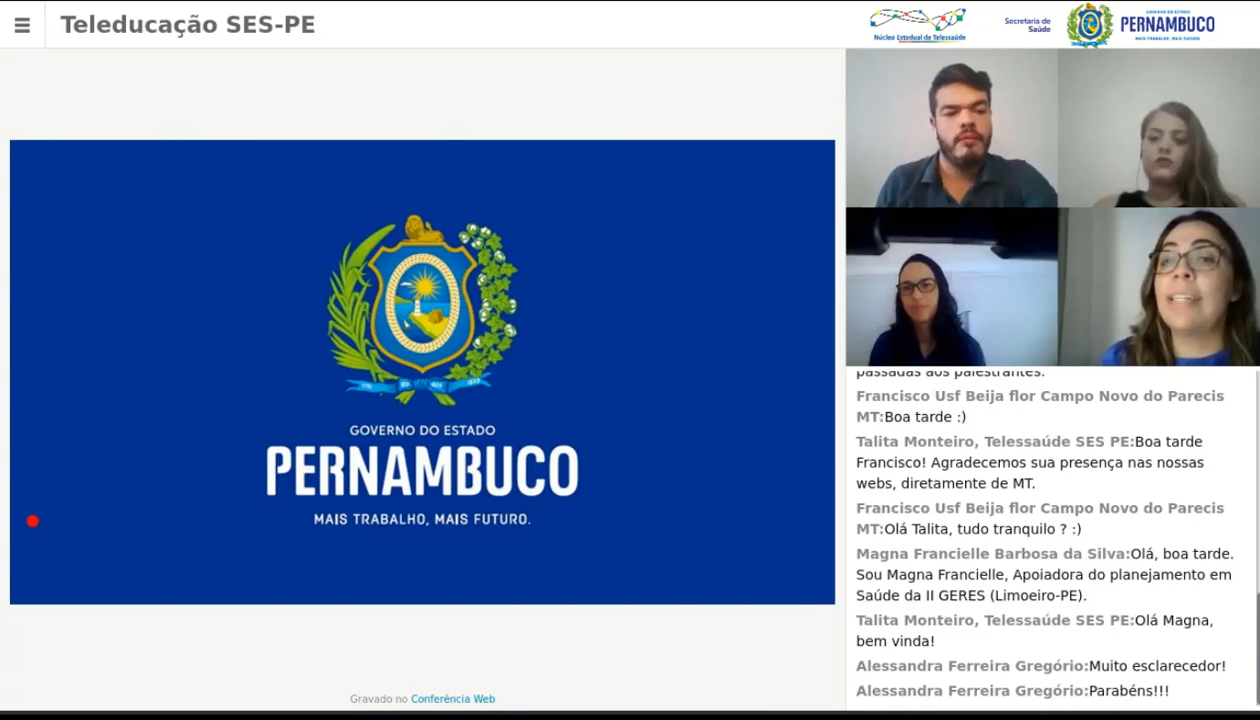 Teleducação SES-PE
Núcleo Estadual de Telessaúde
Secretaria de
Saúde
GOVERNO DO ESTADO
PERNAMBUCO
MAIS TRABALHO, MAIS FUTURO.
GOVERNO DO ESTADO
PERNAMBUCO
MAIS TRABALHO, MAIS FUTURO.
Gravado no Conferência Web
passadas aos palestrantes.
Francisco Usf Beija flor Campo Novo do Parecis
MT:Boa tarde :)
Talita Monteiro, Telessaúde SES PE:Boa tarde
Francisco! Agradecemos sua presença nas nossas
webs, diretamente de MT.
Francisco Usf Beija flor Campo Novo do Parecis
MT:Olá Talita, tudo tranquilo ? :)
Magna Francielle Barbosa da Silva:Olá, boa tarde.
Sou Magna Francielle, Apoiadora do planejamento em
Saúde da II GERES (Limoeiro-PE).
Talita Monteiro, Telessaúde SES PE:Olá Magna,
bem vinda!
Alessandra Ferreira Gregório:Muito esclarecedor!
Alessandra Ferreira Gregório:Parabéns!!!